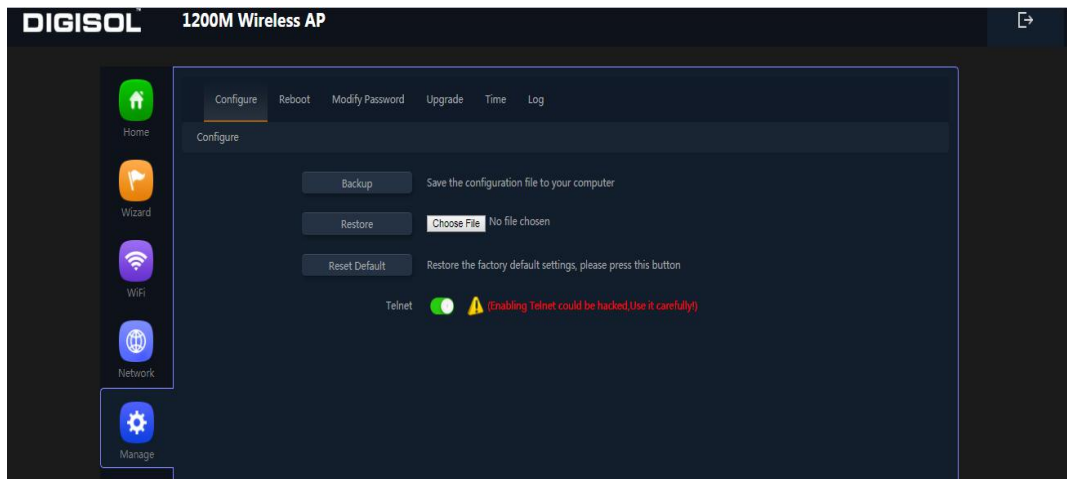 DIGISOL 1200M Wireless AP
Home
Configure Reboot Modify Password Upgrade Time Log
Configure
Wizard
Backup Save the configuration file to your computer
Restore Choose File No file chosen
WiFi
Reset Default Restore the factory default settings, please press this button
Telnet (Enabling Telnet could be hacked,Use it carefully!)
Network
Manage